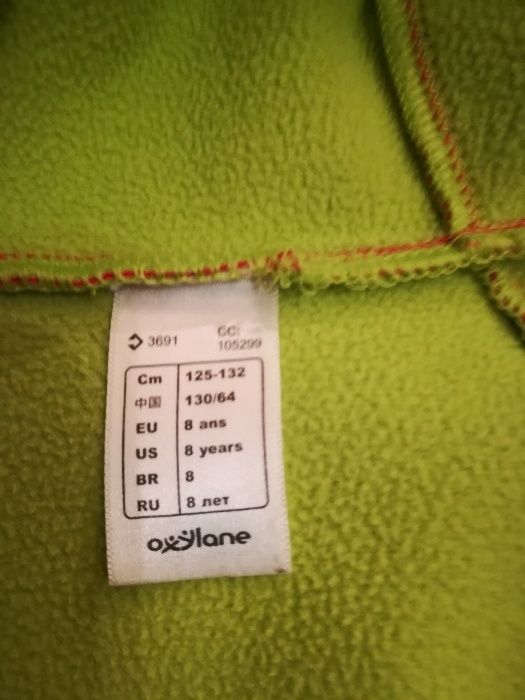 3691
CC:
105299
Cm 125-132
中国 130/64
EU 8 ans
US 8 years
BR 8
RU 8 лет
oxylane